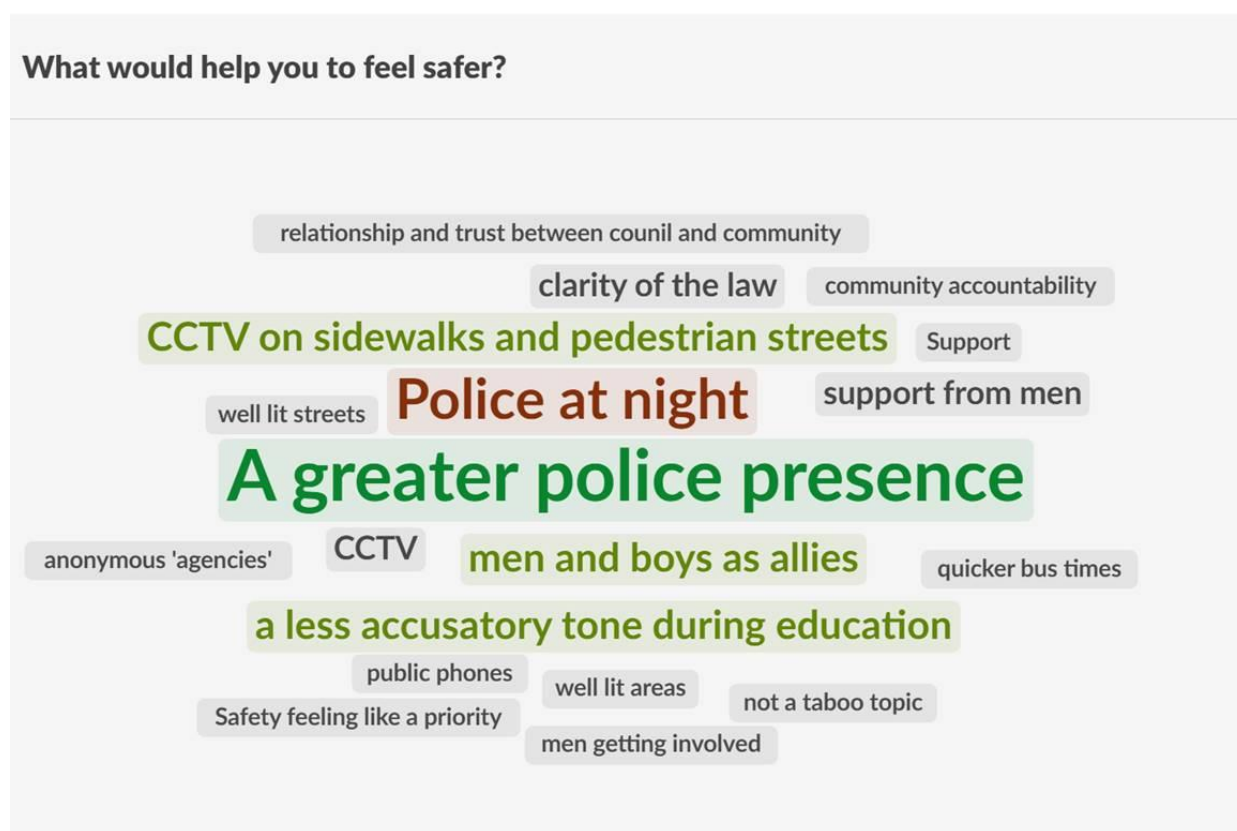 What would help you to feel safer?
relationship and trust between counil and community
clarity of the law
community accountability
CCTV on sidewalks and pedestrian streets
Support
well lit streets
Police at night
support from men
A greater police presence
anonymous 'agencies'
CCTV
men and boys as allies
quicker bus times
a less accusatory tone during education
public phones
well lit areas
not a taboo topic
Safety feeling like a priority
men getting involved